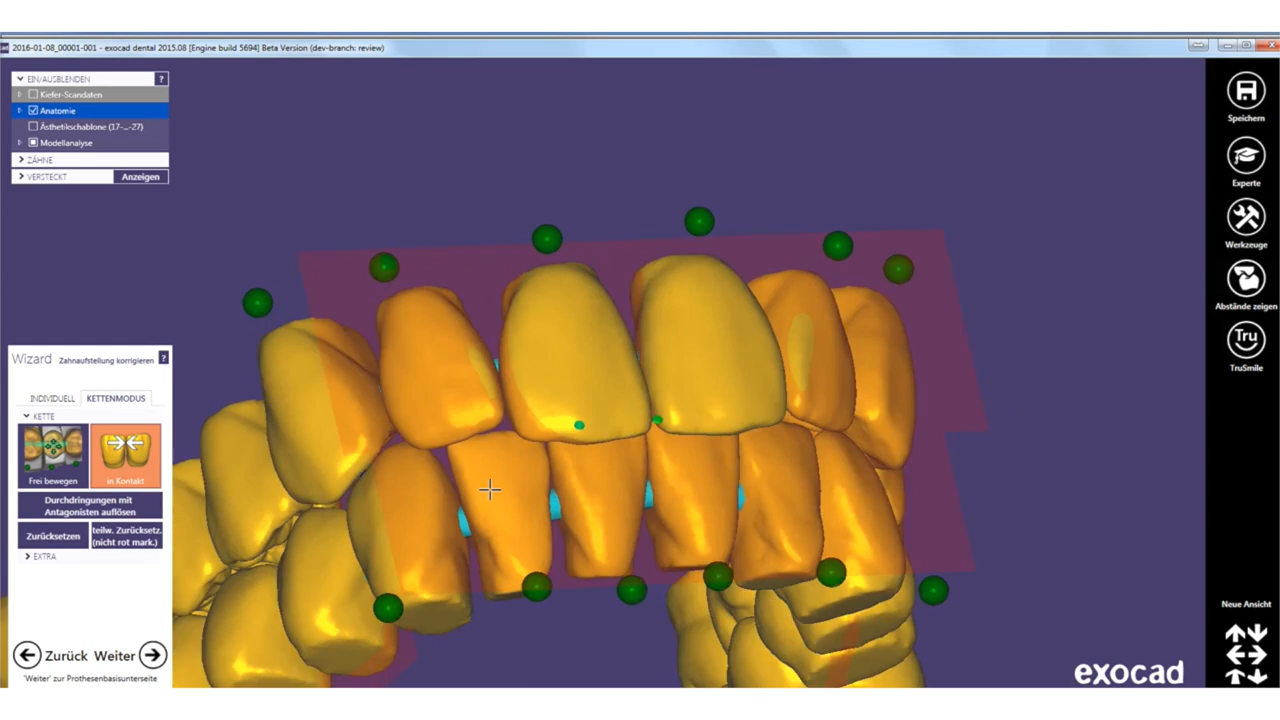 2016-01-08_00001-001 - exocad dental 2015.08 [Engine build 5694] Beta Version (dev-branch: review)
EIN/AUSBLENDEN ?
Kiefer-Scandaten
Anatomie
Ästhetikschablone (17-...-27)
Modellanalyse
ZÄHNE
VERSTECKT Anzeigen
Speichern
Experte
Werkzeuge
Abstände zeigen
Tru
TruSmile
Wizard Zahnaufstellung korrigieren ?
INDIVIDUELL KETTENMODUS
KETTE
Frei bewegen in Kontakt
Durchdringungen mit
Antagonisten auflösen
Zurücksetzen teilw. Zurücksetz.
(nicht rot mark.)
EXTRA
Zurück Weiter
'Weiter' zur Prothesenbasisunterseite
Neue Ansicht
exocad